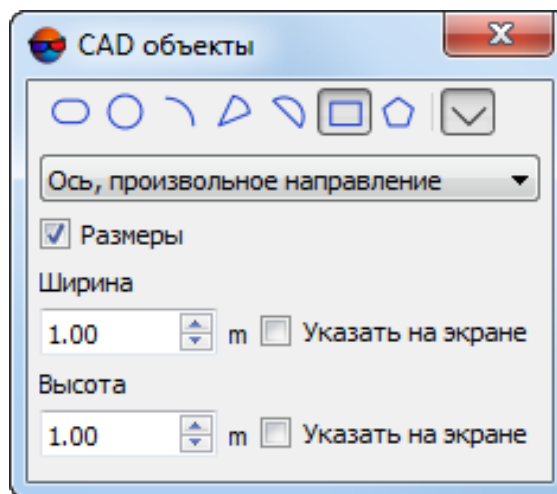 CAD объекты
Ось, произвольное направление
Размеры
Ширина
1.00 m Указать на экране
Высота
1.00 m Указать на экране